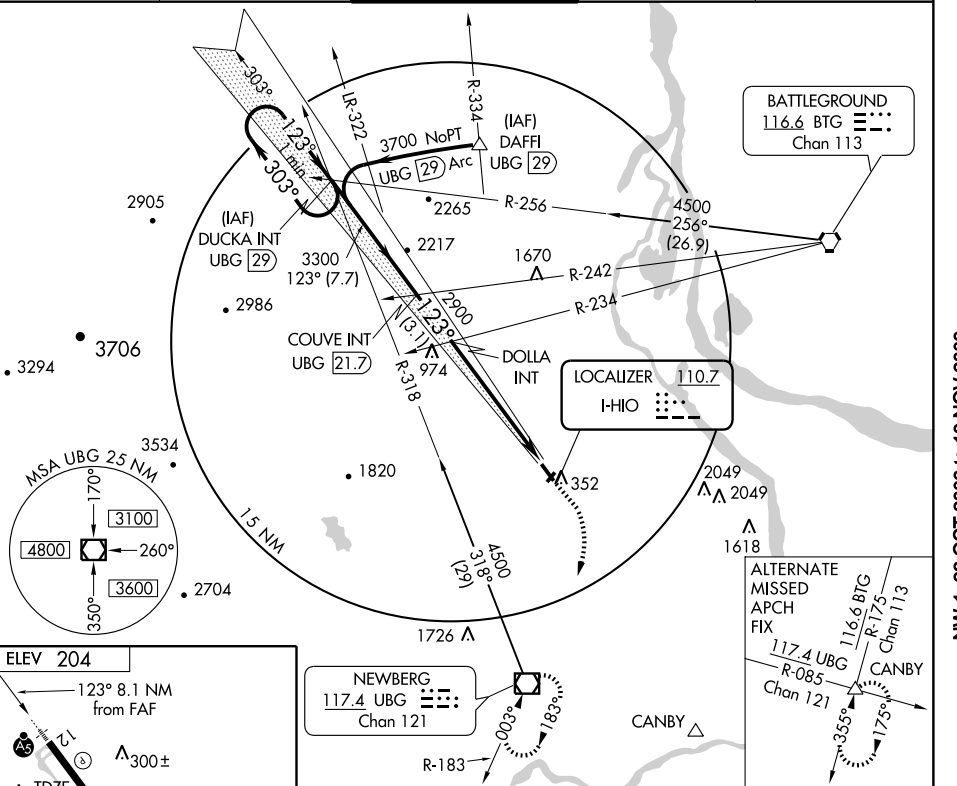 303°
LR-322
R-334
(IAF)
DAFFI
UBG 29
3700 NoPT
UBG 29 Arc
BATTLEGROUND
116.6 BTG
Chan 113
123°
1 min
303°
2905
(IAF)
DUCKA INT
UBG 29
2265
R-256
4500
256°
(26.9)
2217
3300
123° (7.7)
1670
R-242
R-234
2986
2900
123°
COUVE INT
UBG 21.7
(3.1)
974
DOLLA
INT
R-318
3706
3294
LOCALIZER 110.7
I-HIO
352
3534
1820
2049
2049
1618
MSA UBG 25 NM
170°
3100
4800
260°
3600
350°
2704
15 NM
4500
318°
(29)
1726
ALTERNATE
MISSED
APCH
FIX
116.6 BTG
R-175
Chan 113
117.4 UBG
R-085
Chan 121
CANBY
355°
175°
ELEV 204
123° 8.1 NM
from FAF
A5
12
P
300±
TDZE
NEWBERG
117.4 UBG
Chan 121
003°
183°
R-183
CANBY